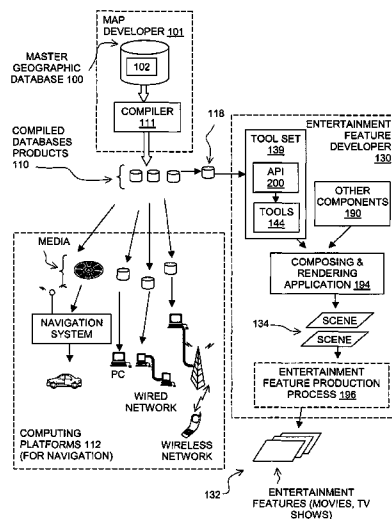 MAP
DEVELOPER 101
MASTER
GEOGRAPHIC
DATABASE 100
102
COMPILER
111
118
COMPILED
DATABASES
PRODUCTS
110
TOOL SET
139
API
200
TOOLS
144
ENTERTAINMENT
FEATURE
DEVELOPER
130
OTHER
COMPONENTS
190
COMPOSING &
RENDERING
APPLICATION 194
134
SCENE
SCENE
ENTERTAINMENT
FEATURE PRODUCTION
PROCESS 196
MEDIA
NAVIGATION
SYSTEM
PC
WIRED
NETWORK
WIRELESS
NETWORK
COMPUTING
PLATFORMS 112
(FOR NAVIGATION)
132
ENTERTAINMENT
FEATURES (MOVIES, TV
SHOWS)